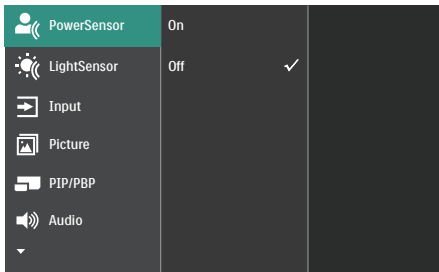 PowerSensor
On
LightSensor
Off
Input
Picture
PIP/PBP
Audio